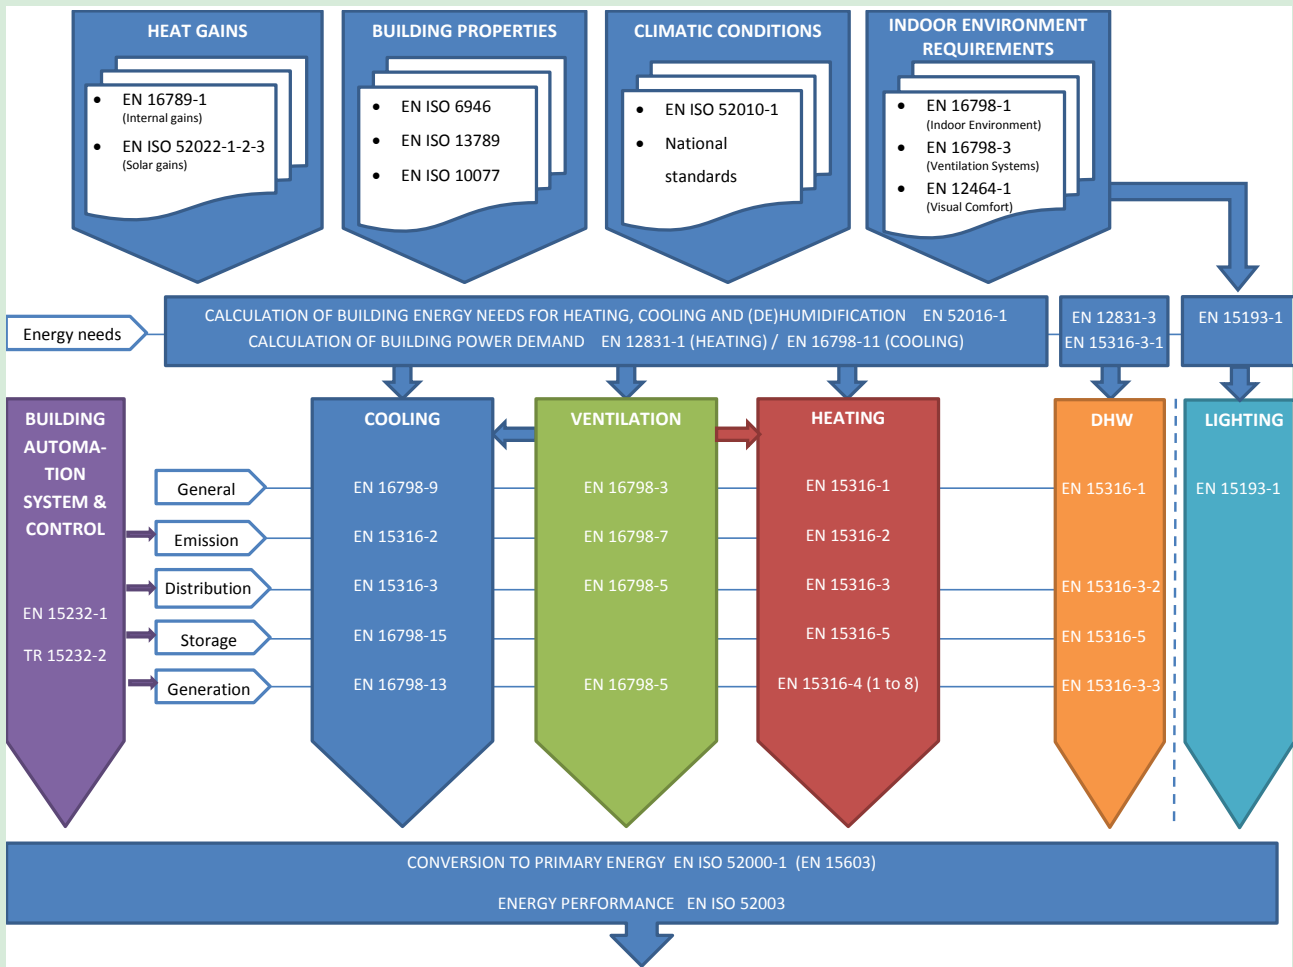 HEAT GAINS
• EN 16789-1
(Internal gains)
• EN ISO 52022-1-2-3
(Solar gains)
BUILDING PROPERTIES
• EN ISO 6946
• EN ISO 13789
• EN ISO 10077
CLIMATIC CONDITIONS
• EN ISO 52010-1
• National
standards
INDOOR ENVIRONMENT
REQUIREMENTS
• EN 16798-1
(Indoor Environment)
• EN 16798-3
(Ventilation Systems)
• EN 12464-1
(Visual Comfort)
Energy needs
CALCULATION OF BUILDING ENERGY NEEDS FOR HEATING, COOLING AND (DE)HUMIDIFICATION EN 52016-1
CALCULATION OF BUILDING POWER DEMAND EN 12831-1 (HEATING) / EN 16798-11 (COOLING)
EN 12831-3
EN 15316-3-1
EN 15193-1
BUILDING
AUTOMA-
TION
SYSTEM &
CONTROL
EN 15232-1
TR 15232-2
General
Emission
Distribution
Storage
Generation
COOLING
EN 16798-9
EN 15316-2
EN 15316-3
EN 16798-15
EN 16798-13
VENTILATION
EN 16798-3
EN 16798-7
EN 16798-5
EN 16798-5
HEATING
EN 15316-1
EN 15316-2
EN 15316-3
EN 15316-5
EN 15316-4 (1 to 8)
DHW
EN 15316-1
EN 15316-3-2
EN 15316-5
EN 15316-3-3
LIGHTING
EN 15193-1
CONVERSION TO PRIMARY ENERGY EN ISO 52000-1 (EN 15603)
ENERGY PERFORMANCE EN ISO 52003